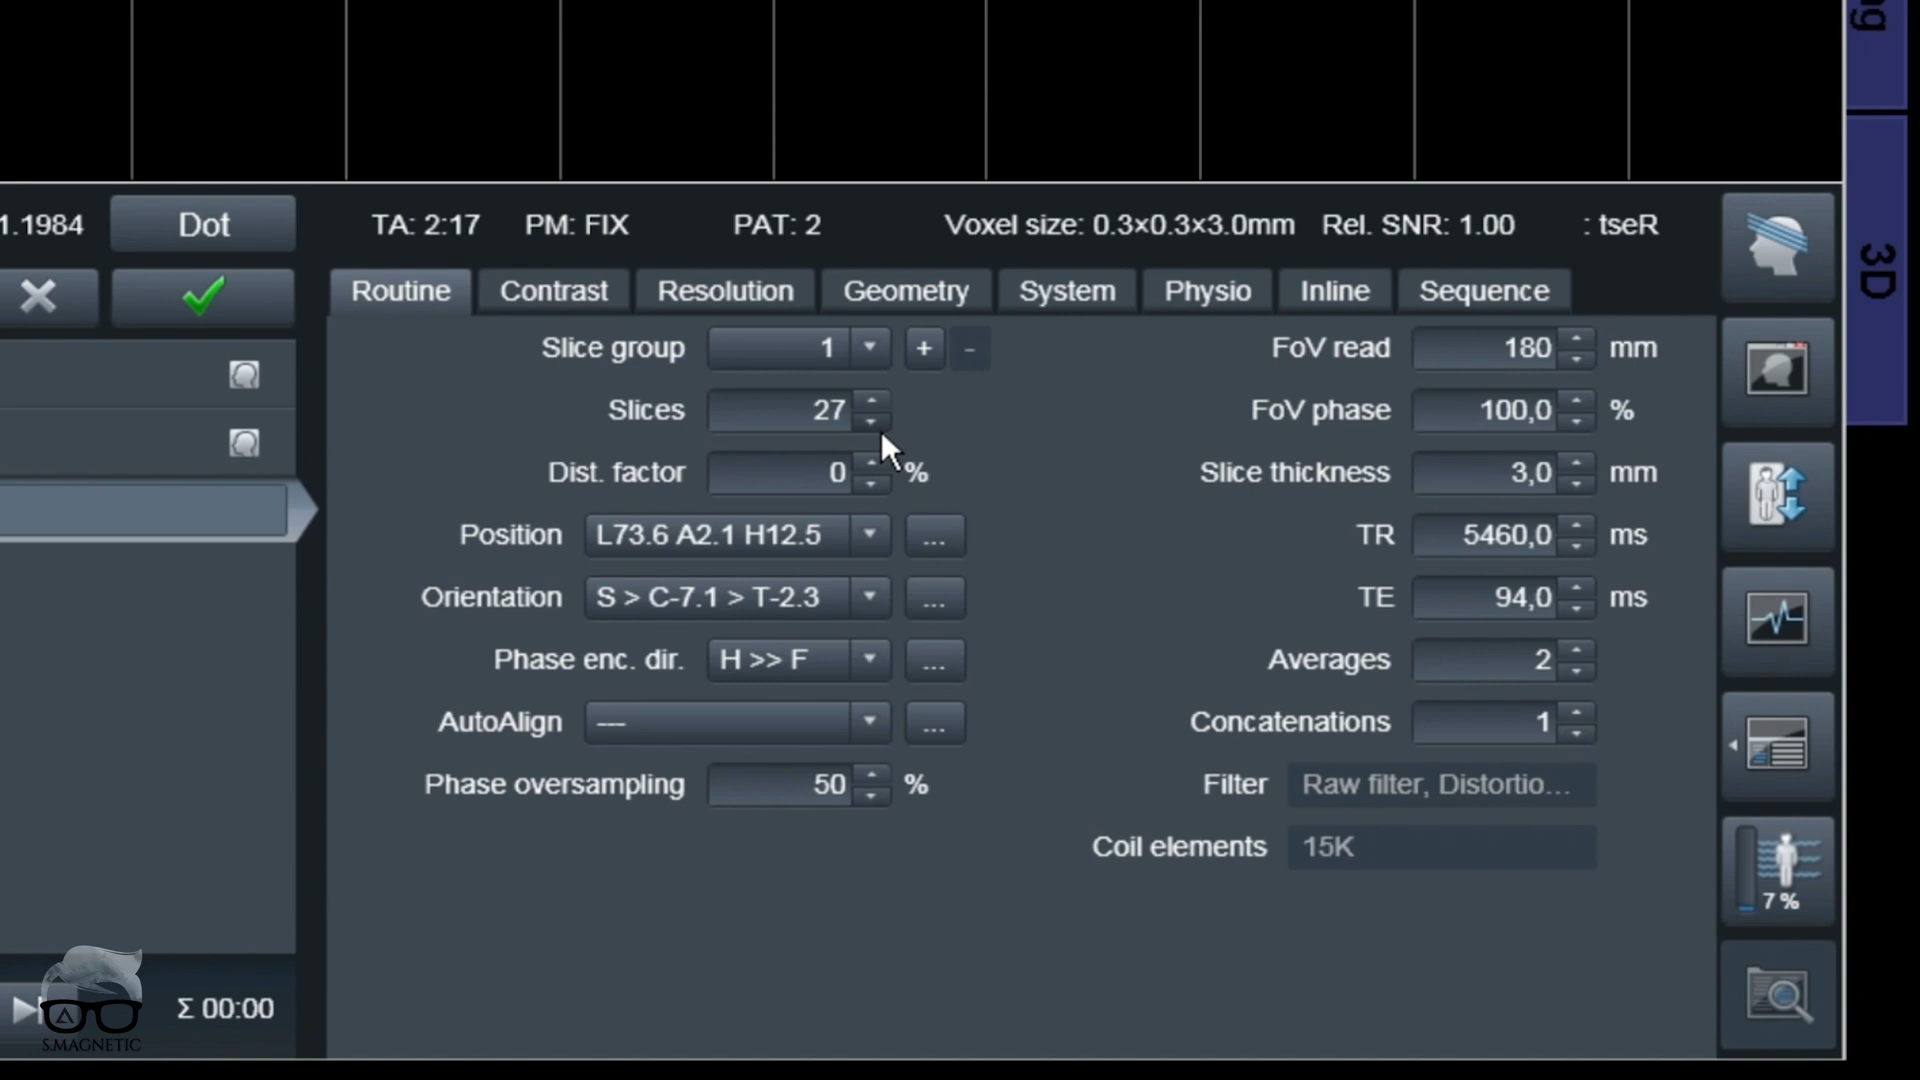 ng
3D
1.1984 Dot TA: 2:17 PM: FIX PAT: 2 Voxel size: 0.3×0.3×3.0mm Rel. SNR: 1.00 : tseR
Routine Contrast Resolution Geometry System Physio Inline Sequence
Slice group 1 + -
Slices 27
Dist. factor 0 %
Position L73.6 A2.1 H12.5 ...
Orientation S > C-7.1 > T-2.3 ...
Phase enc. dir. H >> F ...
AutoAlign --- ...
Phase oversampling 50 %
FoV read 180 mm
FoV phase 100,0 %
Slice thickness 3,0 mm
TR 5460,0 ms
TE 94,0 ms
Averages 2
Concatenations 1
Filter Raw filter, Distortio...
Coil elements 15K
7 %
Σ 00:00
S.MAGNETIC